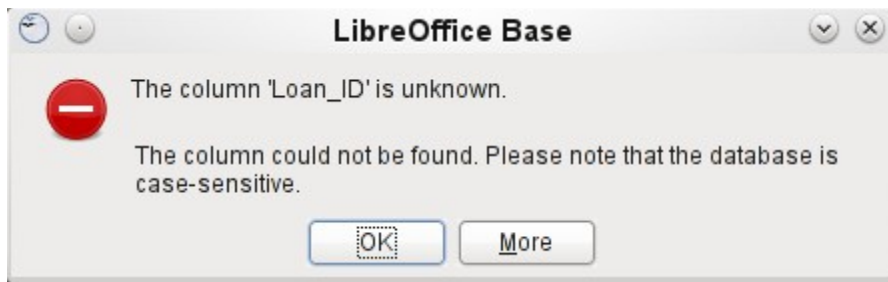 LibreOffice Base
The column 'Loan_ID' is unknown.
The column could not be found. Please note that the database is
case-sensitive.
OK
More